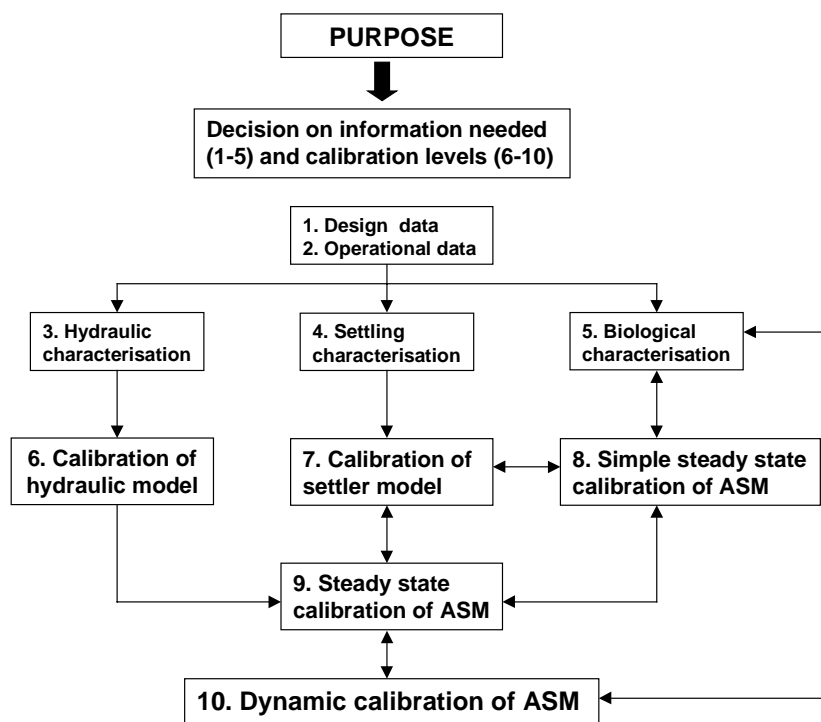 PURPOSE
Decision on information needed
(1-5) and calibration levels (6-10)
1. Design data
2. Operational data
3. Hydraulic
characterisation
4. Settling
characterisation
5. Biological
characterisation
6. Calibration of
hydraulic model
7. Calibration of
settler model
8. Simple steady state
calibration of ASM
9. Steady state
calibration of ASM
10. Dynamic calibration of ASM